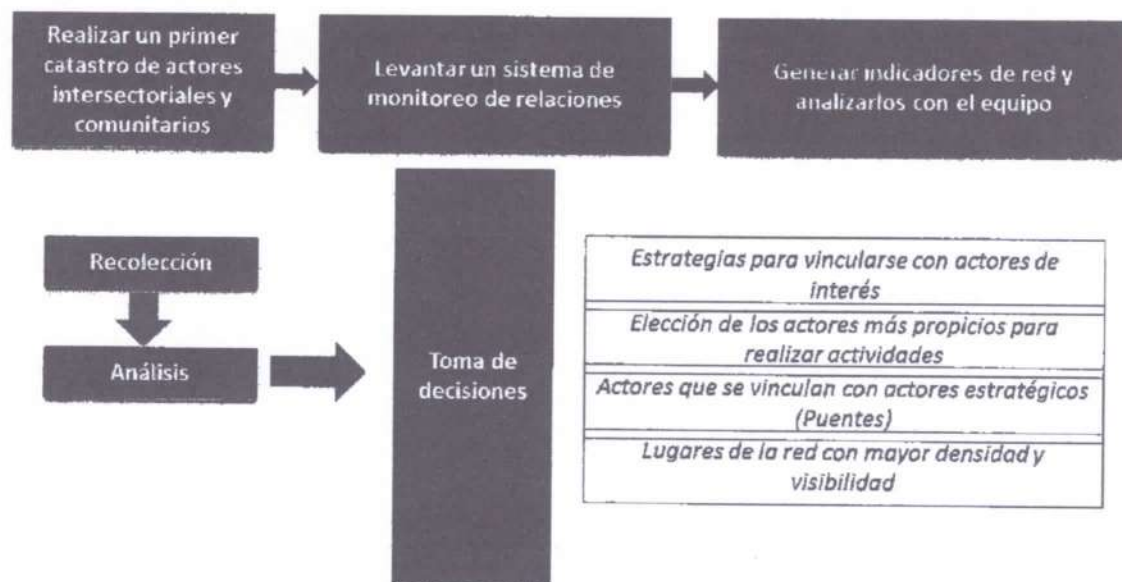 Realizar un primer
catastro de actores
intersectoriales y
comunitarios
Levantar un sistema de
monitoreo de relaciones
Generar indicadores de red y
analizarlos con el equipo
Recolección
Análisis
Toma de
decisiones
Estrategias para vincularse con actores de
interés
Elección de los actores más propicios para
realizar actividades
Actores que se vinculan con actores estratégicos
(Puentes)
Lugares de la red con mayor densidad y
visibilidad